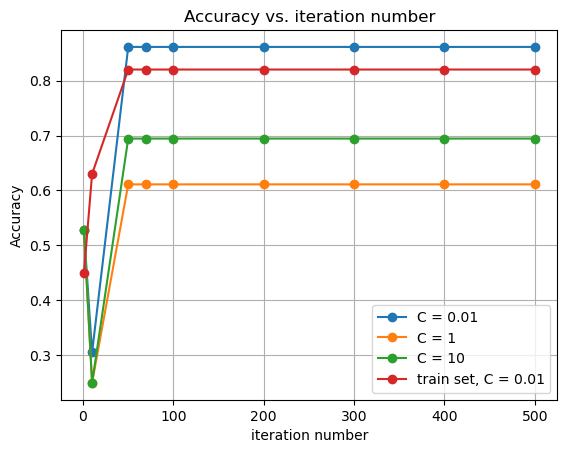 Accuracy vs. iteration number
Accuracy
0.8
0.7
0.6
0.5
0.4
0.3
0
100
200
300
400
500
iteration number
C = 0.01
C = 1
C = 10
train set, C = 0.01